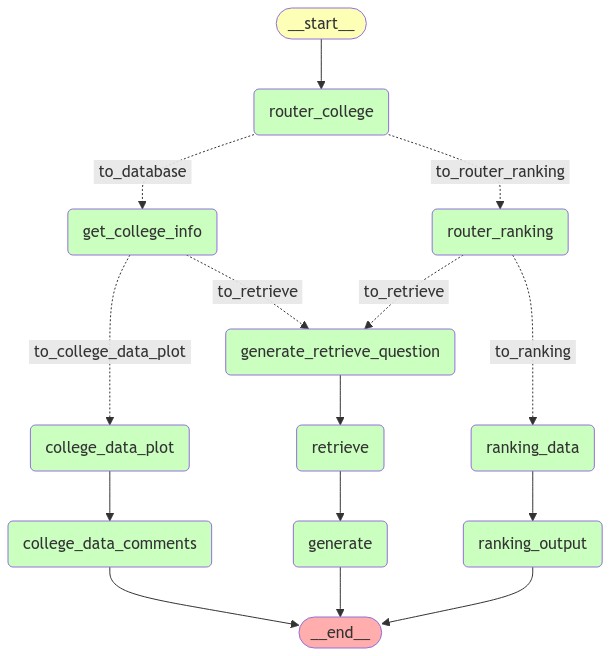 __start__
router_college
to_database
to_router_ranking
get_college_info
router_ranking
to_retrieve
to_retrieve
generate_retrieve_question
to_college_data_plot
to_ranking
college_data_plot
retrieve
ranking_data
college_data_comments
generate
ranking_output
__end__